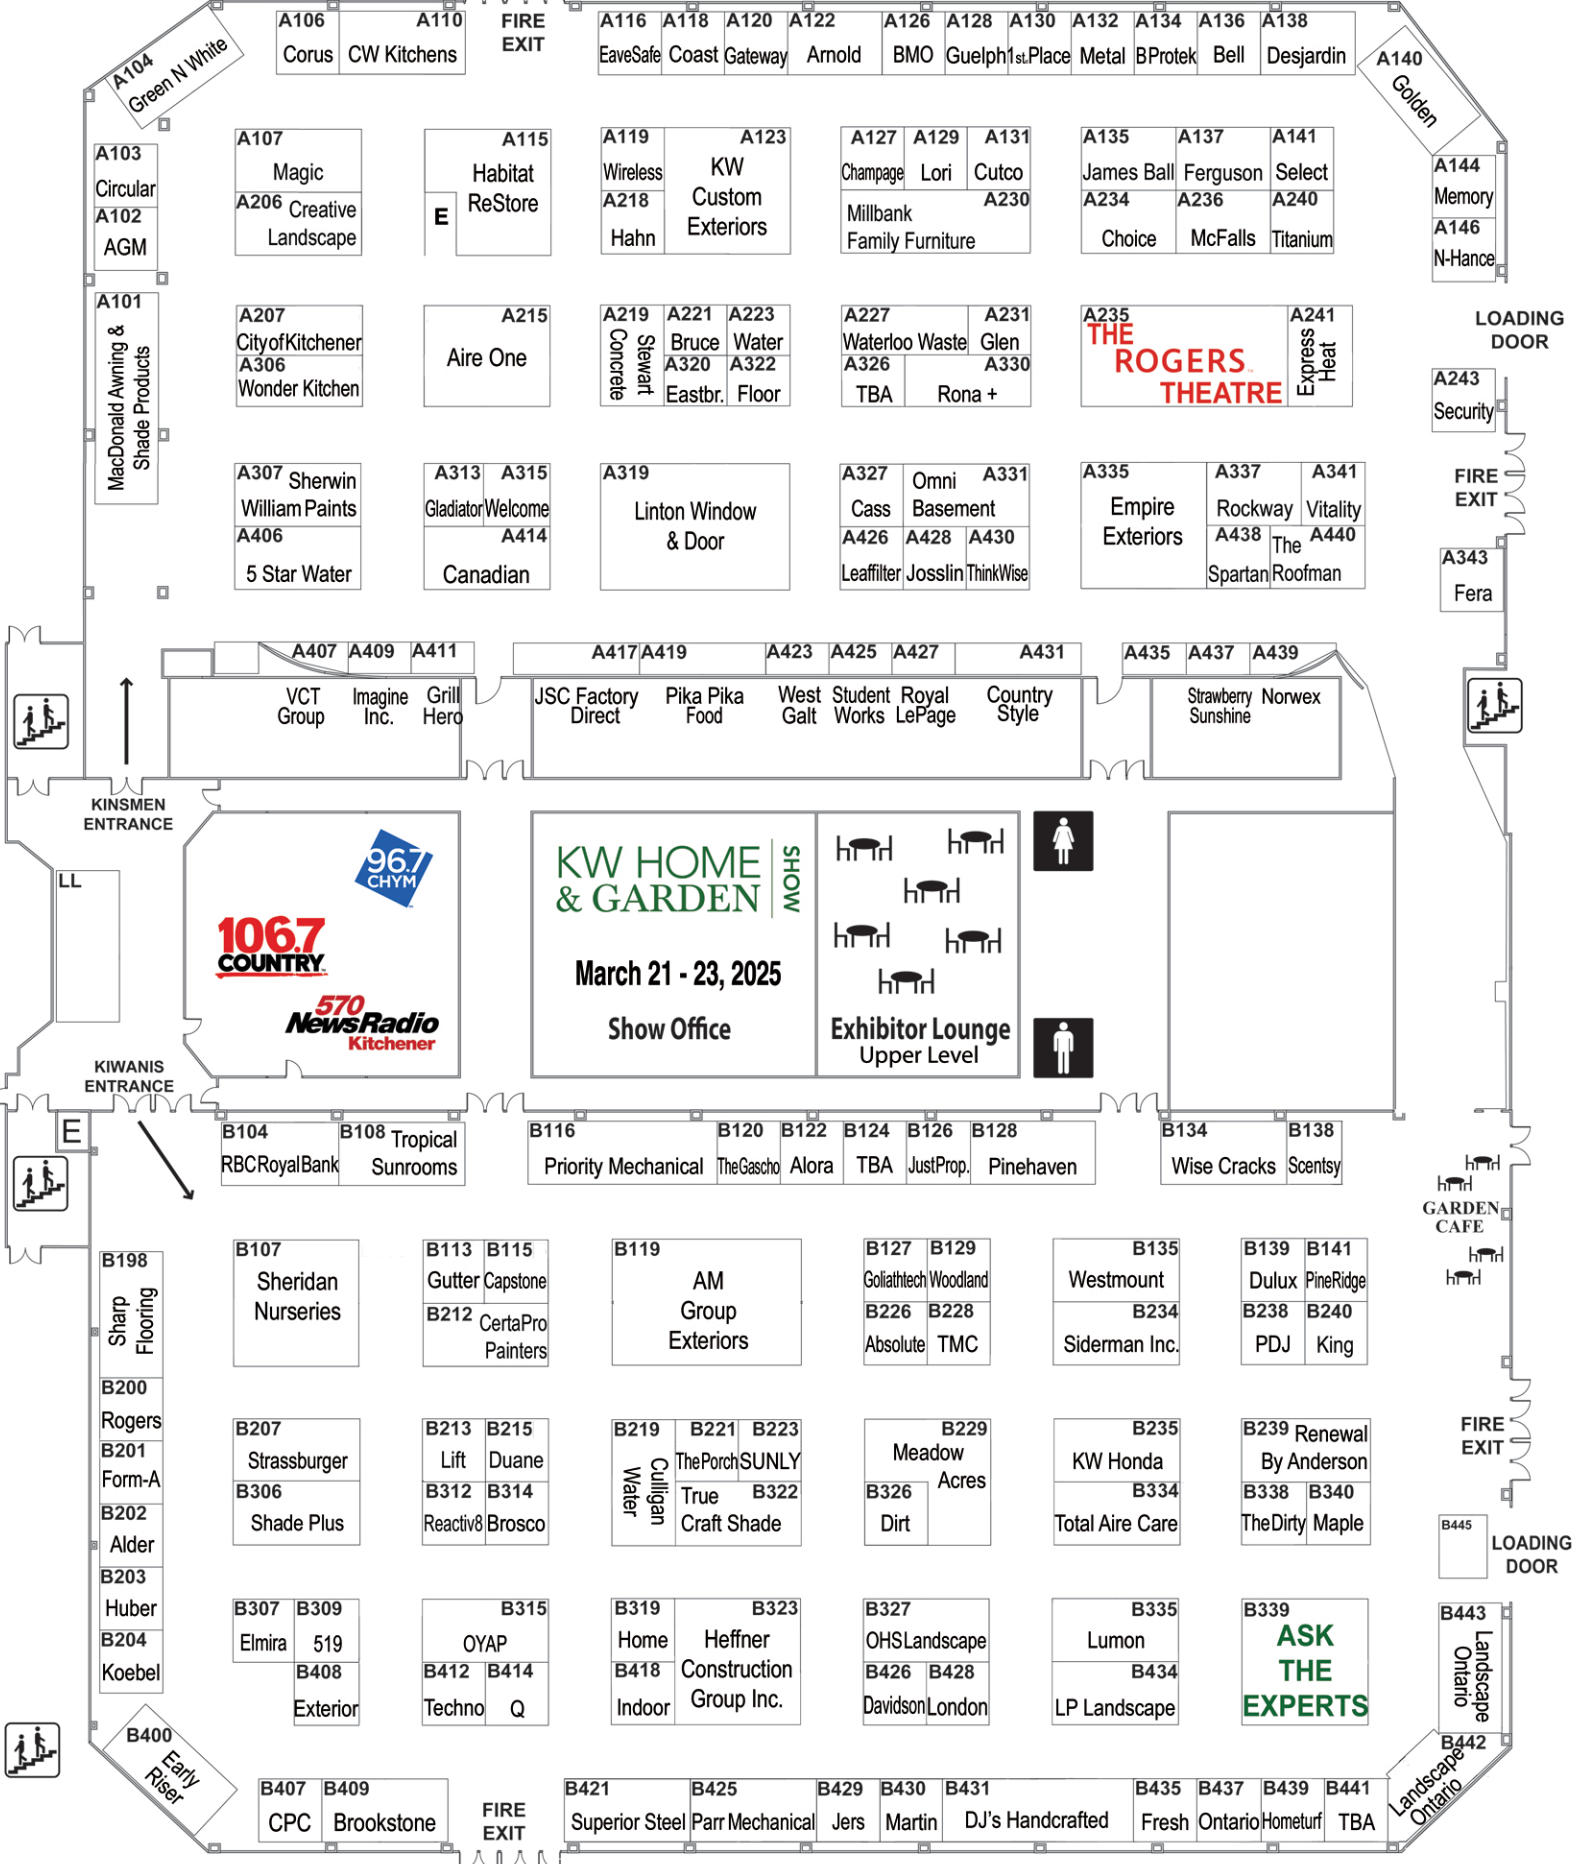 A106
Corus
A110
CW Kitchens
FIRE
EXIT
A116
EaveSafe
A118
Coast
A120
Gateway
A122
Arnold
A126
BMO
A128
Guelph
A130
1st Place
A132
Metal
A134
B Protek
A136
Bell
A138
Desjardin
A104
Green N White
A140
Golden
A103
Circular
A102
AGM
A107
Magic
A206 Creative
Landscape
A115
Habitat
ReStore
E
A119
Wireless
A218
Hahn
A123
KW
Custom
Exteriors
A127
Champage
A129
Lori
A131
Cutco
A230
Millbank
Family Furniture
A135
James Ball
A137
Ferguson
A141
Select
A234
Choice
A236
McFalls
A240
Titanium
A144
Memory
A146
N-Hance
A101
MacDonald Awning &
Shade Products
A207
City of Kitchener
A306
Wonder Kitchen
A215
Aire One
A219
Stewart
Concrete
A221
Bruce
A223
Water
A320
Eastbr.
A322
Floor
A227
Waterloo Waste
A231
Glen
A326
TBA
A330
Rona +
A235
THE
ROGERS
THEATRE
A241
Express
Heat
LOADING
DOOR
A243
Security
A307 Sherwin
William Paints
A406
5 Star Water
A313
Gladiator
A315
Welcome
A414
Canadian
A319
Linton Window
& Door
A327
Cass
A331
Omni
Basement
A426
Leaffilter
A428
Josslin
A430
ThinkWise
A335
Empire
Exteriors
A337
Rockway
A341
Vitality
A438
Spartan
A440
The
Roofman
FIRE
EXIT
A343
Fera
A407
VCT
Group
A409
Imagine
Inc.
A411
Grill
Hero
A417
JSC Factory
Direct
A419
Pika Pika
Food
A423
West
Galt
A425
Student
Works
A427
Royal
LePage
A431
Country
Style
A435
A437
Strawberry
Sunshine
A439
Norwex
KINSMEN
ENTRANCE
LL
96.7
CHYM
106.7
COUNTRY
570
NewsRadio
Kitchener
KW HOME
& GARDEN
SHOW
March 21 - 23, 2025
Show Office
Exhibitor Lounge
Upper Level
KIWANIS
ENTRANCE
E
B104
RBC Royal Bank
B108 Tropical
Sunrooms
B116
Priority Mechanical
B120
The Gascho
B122
Alora
B124
TBA
B126
Just Prop.
B128
Pinehaven
B134
Wise Cracks
B138
Scentsy
GARDEN
CAFE
B198
Sharp
Flooring
B107
Sheridan
Nurseries
B113
Gutter
B115
Capstone
B212 CertaPro
Painters
B119
AM
Group
Exteriors
B127
Goliathtech
B129
Woodland
B226
Absolute
B228
TMC
B135
Westmount
B234
Siderman Inc.
B139
Dulux
B141
PineRidge
B238
PDJ
B240
King
B200
Rogers
B201
Form-A
B202
Alder
B203
Huber
B204
Koebel
B207
Strassburger
B306
Shade Plus
B213
Lift
B215
Duane
B312
Reactiv8
B314
Brosco
B219
Culligan
Water
B221
The Porch
B223
SUNLY
B322
True
Craft Shade
B229
Meadow
Acres
B326
Dirt
B235
KW Honda
B334
Total Aire Care
B239 Renewal
By Anderson
B338
The Dirty
B340
Maple
FIRE
EXIT
B445
LOADING
DOOR
B307
Elmira
B309
519
B408
Exterior
B315
OYAP
B412
Techno
B414
Q
B319
Home
B418
Indoor
B323
Heffner
Construction
Group Inc.
B327
OHS Landscape
B426
Davidson
B428
London
B335
Lumon
B434
LP Landscape
B339
ASK
THE
EXPERTS
B443
Landscape
Ontario
B442
Landscape
Ontario
B400
Early
Riser
B407
CPC
B409
Brookstone
FIRE
EXIT
B421
Superior Steel
B425
Parr Mechanical
B429
Jers
B430
Martin
B431
DJ's Handcrafted
B435
Fresh
B437
Ontario
B439
Hometurf
B441
TBA